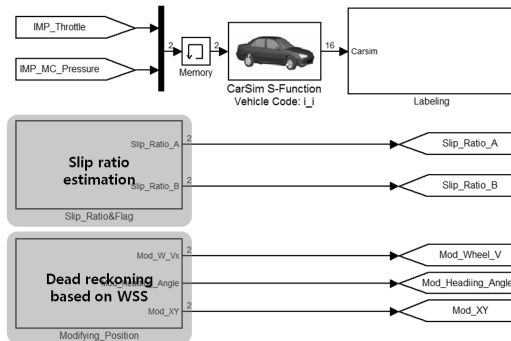 IMP_Throttle
IMP_MC_Pressure
2
Memory
2
CarSim S-Function
Vehicle Code: i_i
16
Carsim
Labeling
Slip ratio
estimation
Slip_Ratio_A
2
Slip_Ratio_A
Slip_Ratio_B
2
Slip_Ratio_B
Slip_Ratio&Flag
Dead reckoning
based on WSS
Mod_W_Vx
2
Mod_Wheel_V
Mod_Heading_Angle
Mod_Headiing_Angle
Mod_XY
2
Mod_XY
Modifying_Position